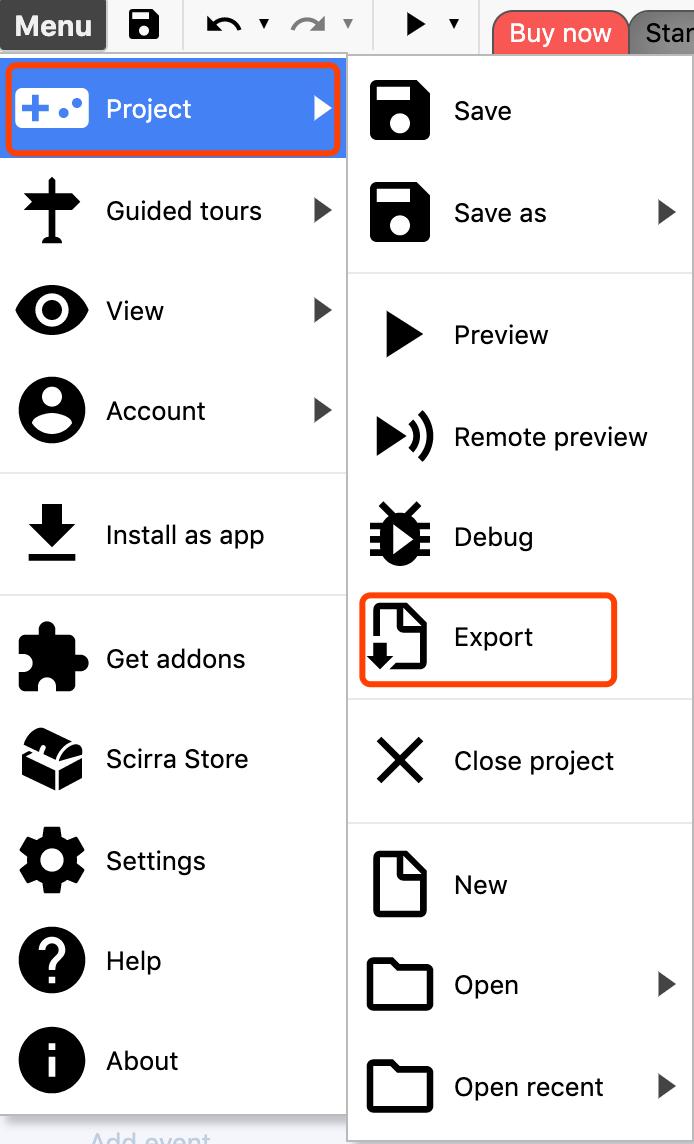 Menu
Buy now
Star
Project
Guided tours
View
Account
Install as app
Get addons
Scirra Store
Settings
Help
About
Save
Save as
Preview
Remote preview
Debug
Export
Close project
New
Open
Open recent
Add event